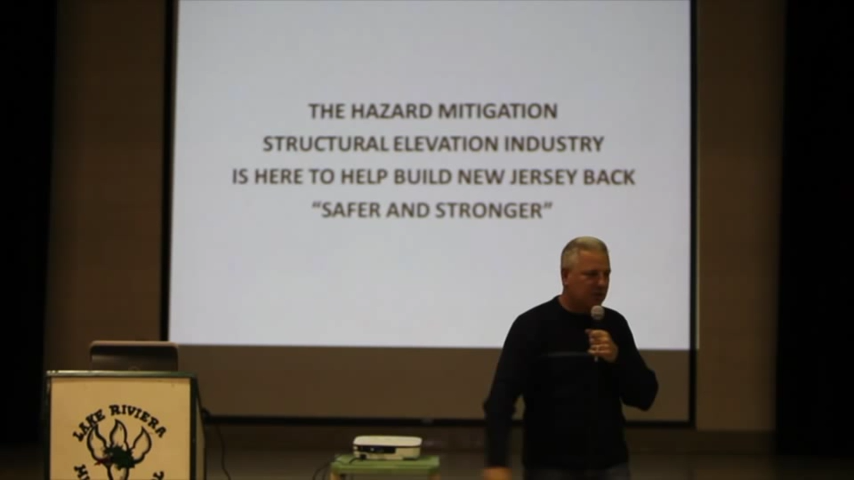 THE HAZARD MITIGATION
STRUCTURAL ELEVATION INDUSTRY
IS HERE TO HELP BUILD NEW JERSEY BACK
“SAFER AND STRONGER”
LAKE RIVIERA